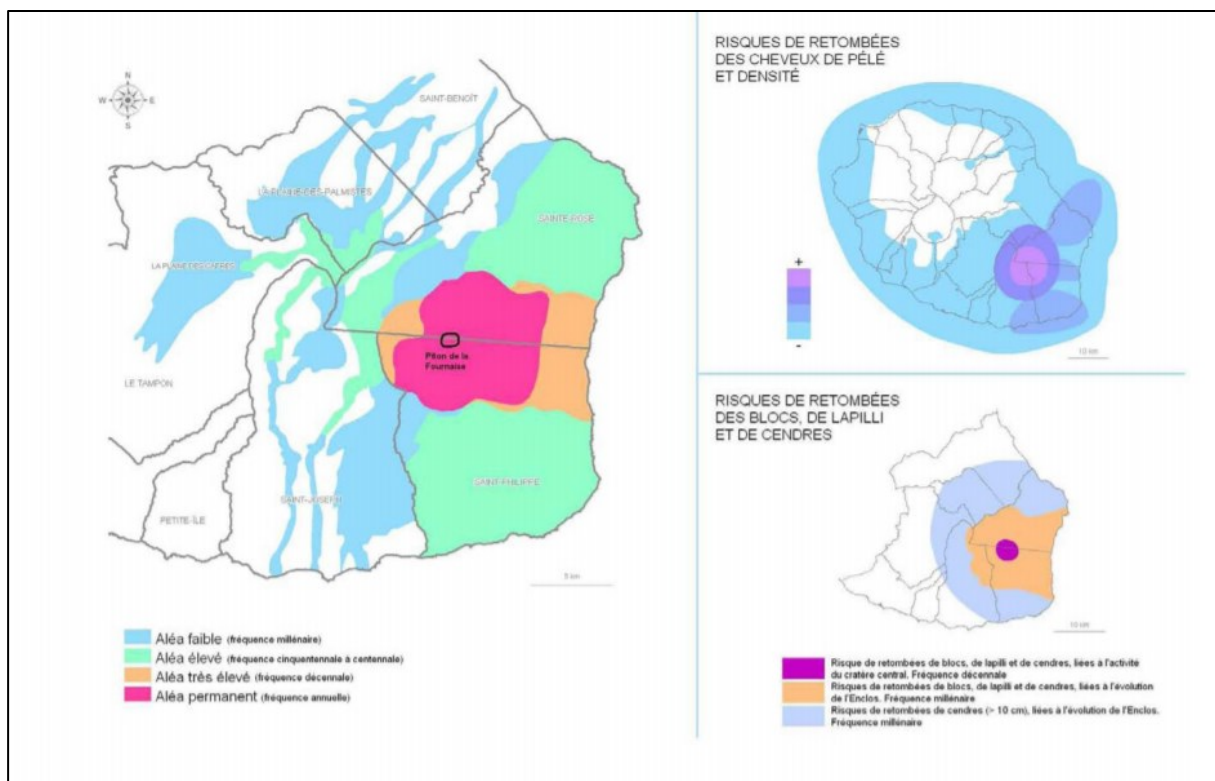 N
W E
S
SAINT-BENOÎT
LA PLAINE-DES-PALMISTES
SAINTE-ROSE
LA PLAINE DES CAFRES
Piton de la
Fournaise
LE TAMPON
SAINT-PHILIPPE
SAINT-JOSEPH
PETITE-ÎLE
5 km
Aléa faible (fréquence millénaire)
Aléa élevé (fréquence cinquentennale à centennale)
Aléa très élevé (fréquence décennale)
Aléa permanent (fréquence annuelle)
RISQUES DE RETOMBÉES
DES CHEVEUX DE PÉLÉ
ET DENSITÉ
+
-
10 km
RISQUES DE RETOMBÉES
DES BLOCS, DE LAPILLI
ET DE CENDRES
10 km
Risque de retombées de blocs, de lapilli et de cendres, liées à l'activité
du cratère central. Fréquence décennale
Risques de retombées de blocs, de lapilli et de cendres, liées à l'évolution
de l'Enclos. Fréquence millénaire
Risques de retombées de cendres (> 10 cm), liées à l'évolution de l'Enclos.
Fréquence millénaire